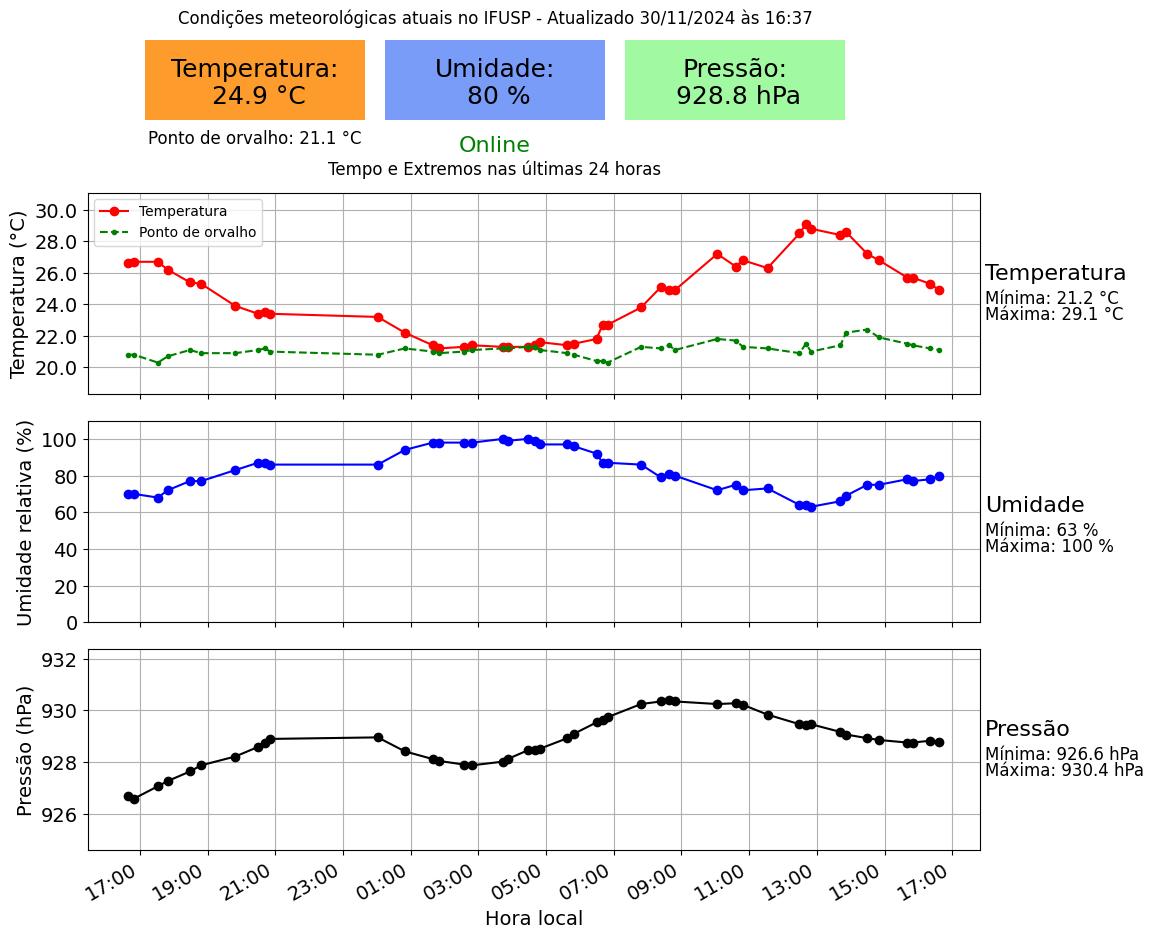 Condições meteorológicas atuais no IFUSP - Atualizado 30/11/2024 às 16:37
Temperatura:
24.9 °C
Umidade:
80 %
Pressão:
928.8 hPa
Ponto de orvalho: 21.1 °C
Online
Tempo e Extremos nas últimas 24 horas
Temperatura (°C)
30.0
28.0
26.0
24.0
22.0
20.0
Temperatura
Ponto de orvalho
Temperatura
Mínima: 21.2 °C
Máxima: 29.1 °C
Umidade relativa (%)
100
80
60
40
20
0
Umidade
Mínima: 63 %
Máxima: 100 %
Pressão (hPa)
932
930
928
926
Pressão
Mínima: 926.6 hPa
Máxima: 930.4 hPa
17:00 19:00 21:00 23:00 01:00 03:00 05:00 07:00 09:00 11:00 13:00 15:00 17:00
Hora local